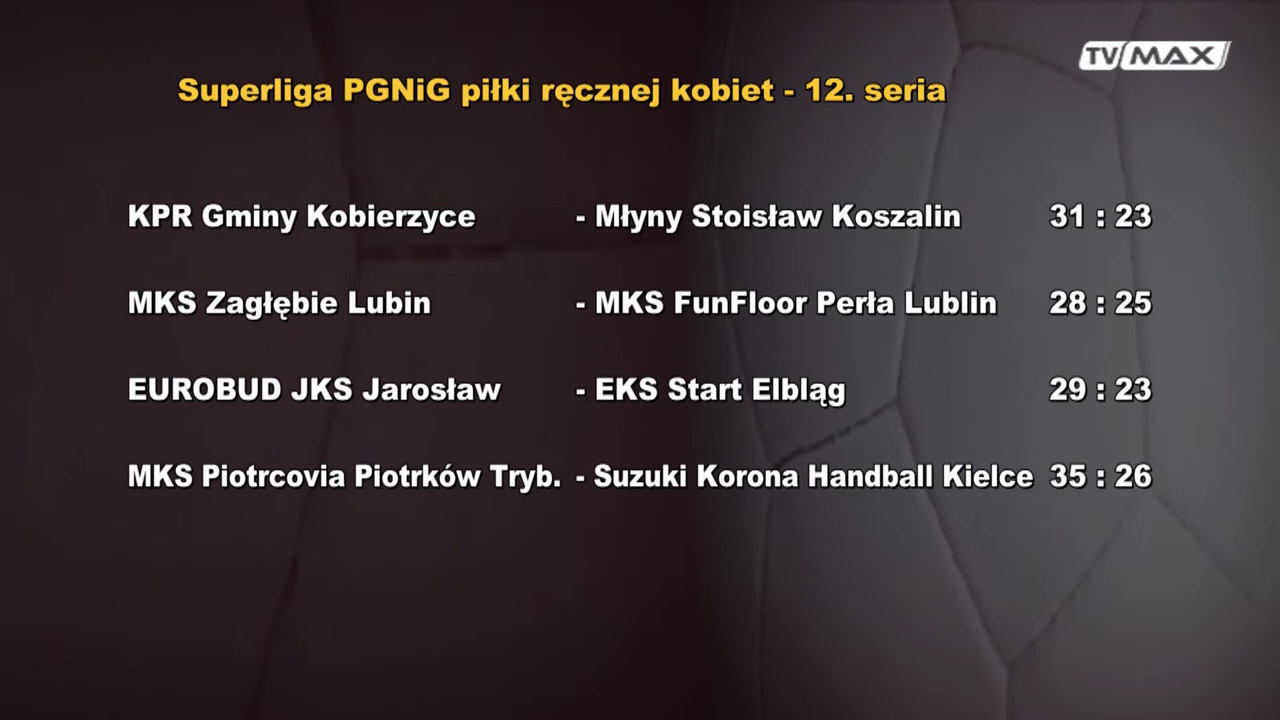 TV MAX
Superliga PGNiG piłki ręcznej kobiet - 12. seria
KPR Gminy Kobierzyce - Młyny Stoisław Koszalin 31 : 23
MKS Zagłębie Lubin - MKS FunFloor Perła Lublin 28 : 25
EUROBUD JKS Jarosław - EKS Start Elbląg 29 : 23
MKS Piotrcovia Piotrków Tryb. - Suzuki Korona Handball Kielce 35 : 26